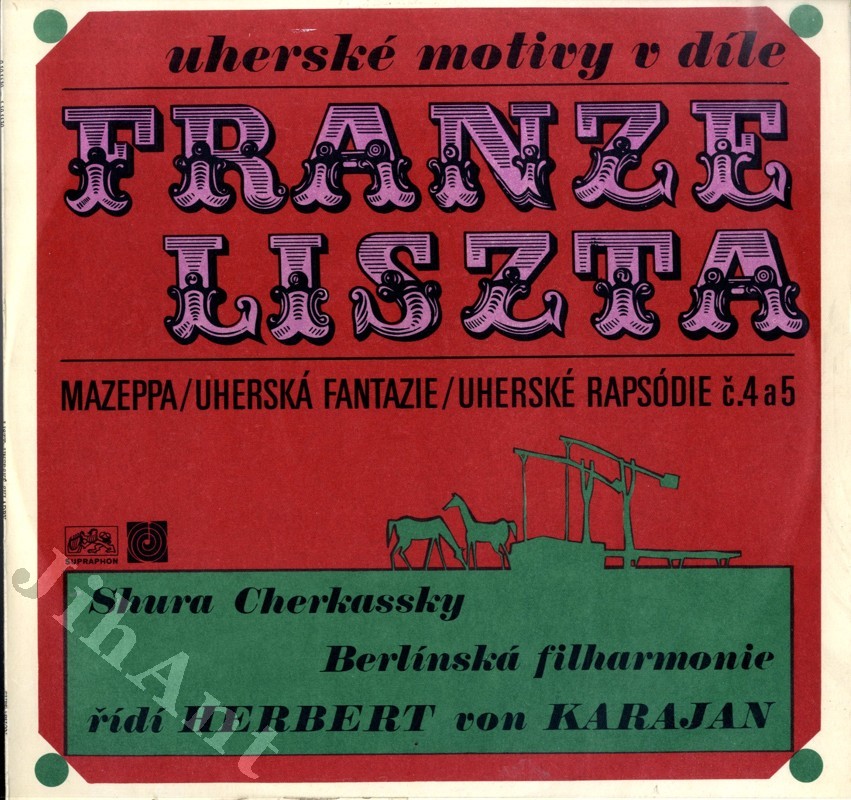 uherské motivy v díle
FRANZE
LISZTA
MAZEPPA/UHERSKÁ FANTAZIE/UHERSKÉ RAPSÓDIE č.4 a 5
SUPRAPHON
Shura Cherkassky
Berlínská filharmonie
řídí HERBERT von KARAJAN
JihAnt